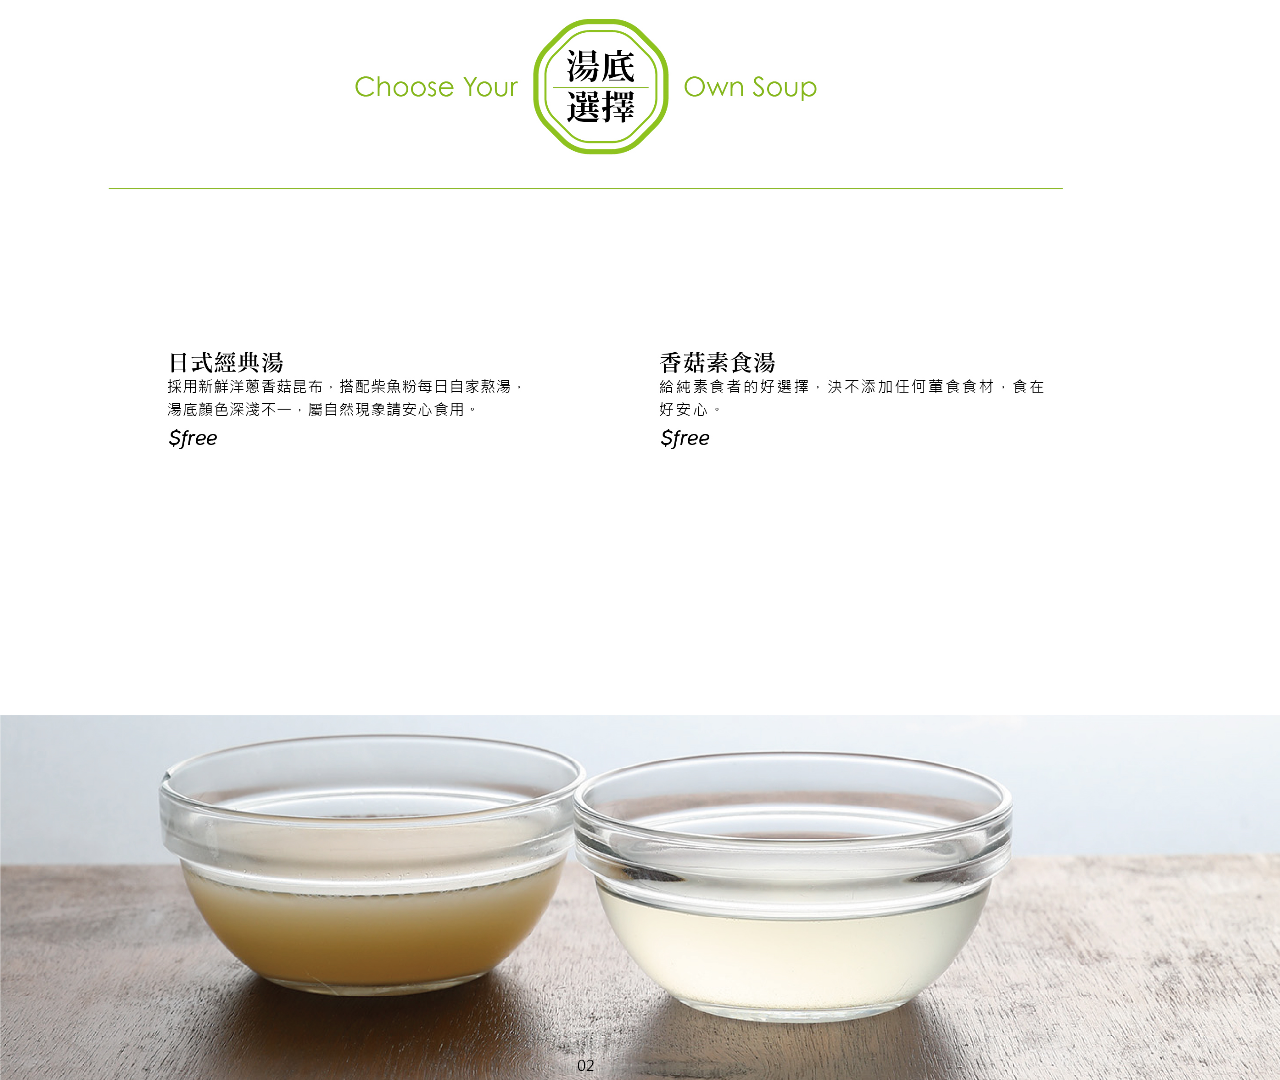 Choose Your
湯底
選擇
Own Soup
日式經典湯
採用新鮮洋蔥香菇昆布，搭配柴魚粉每日自家熬湯，
湯底顏色深淺不一，屬自然現象請安心食用。
$free
香菇素食湯
給純素食者的好選擇，決不添加任何葷食食材，食在
好安心。
$free
02